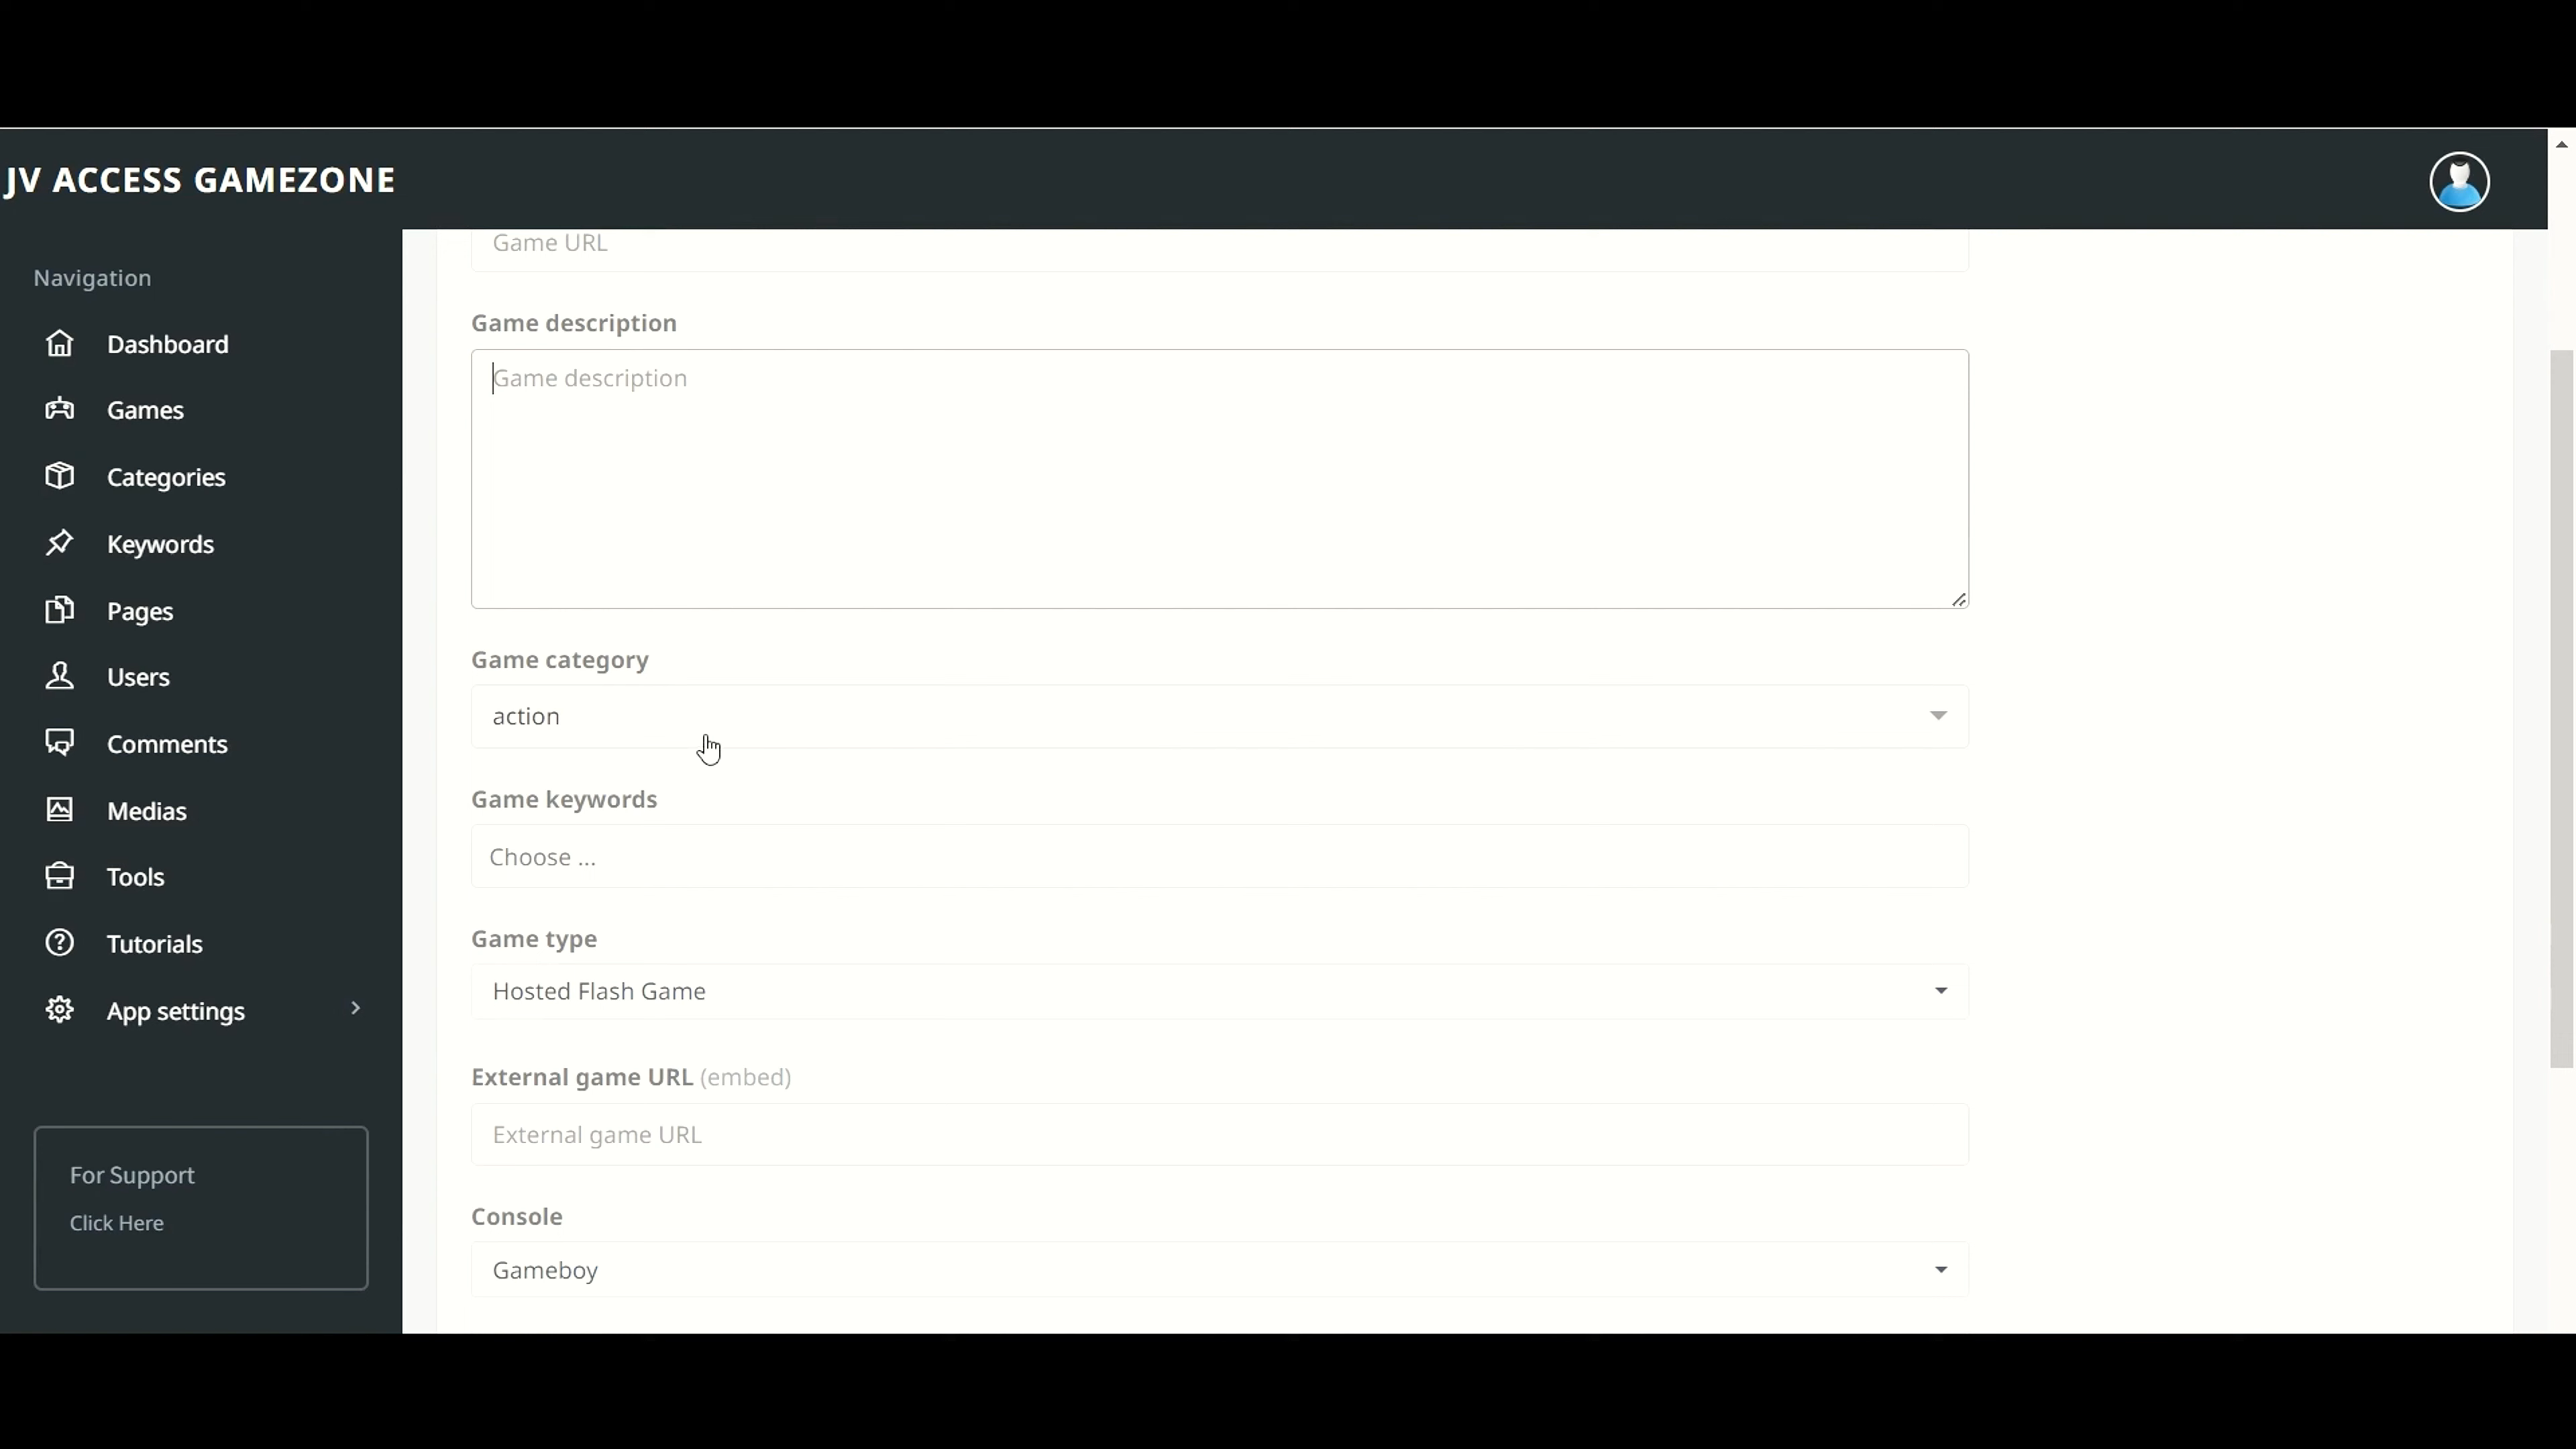 JV ACCESS GAMEZONE
Navigation
Dashboard
Games
Categories
Keywords
Pages
Users
Comments
Medias
Tools
Tutorials
App settings
For Support
Click Here
Game URL
Game description
Game description
Game category
action
Game keywords
Choose ...
Game type
Hosted Flash Game
External game URL (embed)
External game URL
Console
Gameboy